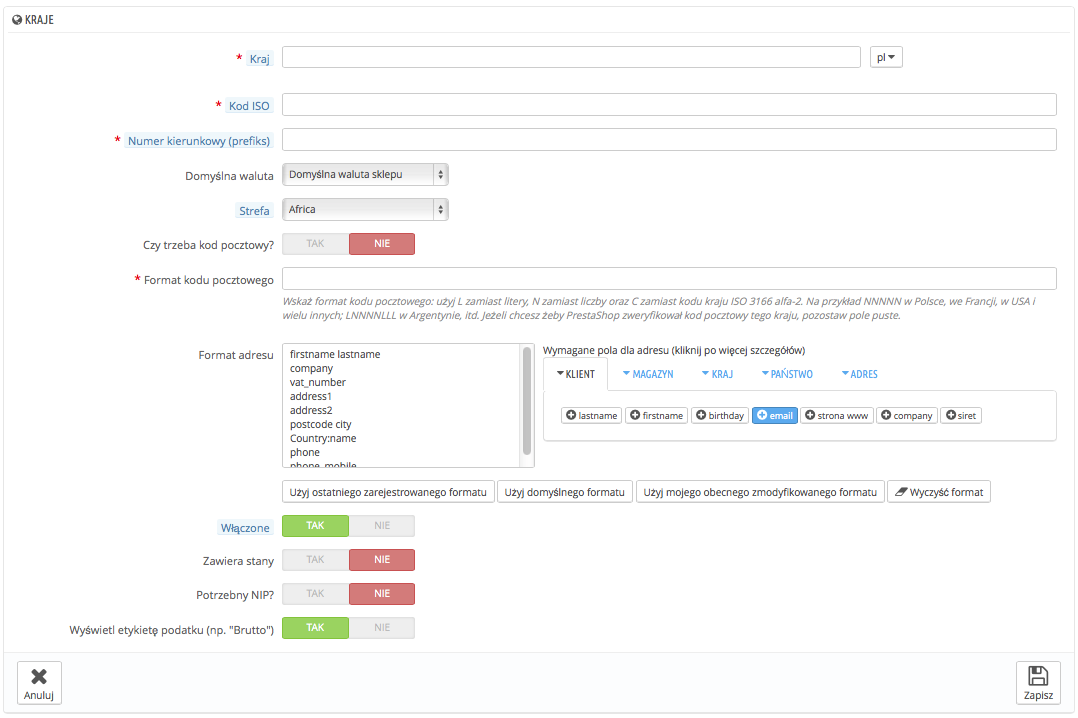 KRAJE
* Kraj
pl
* Kod ISO
* Numer kierunkowy (prefiks)
Domyślna waluta Domyślna waluta sklepu
Strefa Africa
Czy trzeba kod pocztowy? TAK NIE
* Format kodu pocztowego
Wskaż format kodu pocztowego: użyj L zamiast litery, N zamiast liczby oraz C zamiast kodu kraju ISO 3166 alfa-2. Na przykład NNNNN w Polsce, we Francji, w USA i
wielu innych; LNNNNLLL w Argentynie, itd. Jeżeli chcesz żeby PrestaShop zweryfikował kod pocztowy tego kraju, pozostaw pole puste.
Format adresu
firstname lastname
company
vat_number
address1
address2
postcode city
Country:name
phone
phone_mobile
Wymagane pola dla adresu (kliknij po więcej szczegółów)
KLIENT MAGAZYN KRAJ PAŃSTWO ADRES
lastname firstname birthday email strona www company siret
Użyj ostatniego zarejestrowanego formatu Użyj domyślnego formatu Użyj mojego obecnego zmodyfikowanego formatu Wyczyść format
Włączone TAK NIE
Zawiera stany TAK NIE
Potrzebny NIP? TAK NIE
Wyświetl etykietę podatku (np. "Brutto") TAK NIE
Anuluj Zapisz